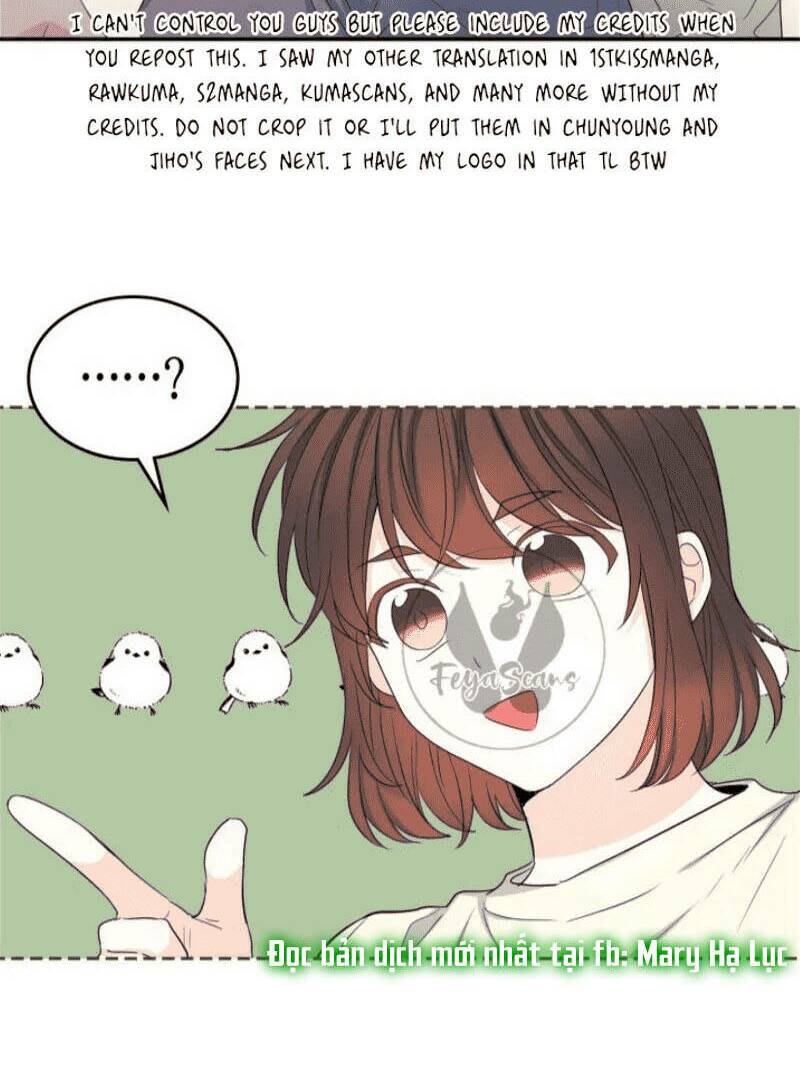 I CAN'T CONTROL YOU GUYS BUT PLEASE INCLUDE MY CREDITS WHEN
YOU REPOST THIS. I SAW MY OTHER TRANSLATION IN 1STKISSMANGA,
RAWKUMA, S2MANGA, KUMASCANS, AND MANY MORE WITHOUT MY
CREDITS. DO NOT CROP IT OR I'LL PUT THEM IN CHUNYOUNG AND
JIHO'S FACES NEXT. I HAVE MY LOGO IN THAT TL BTW
.......?
FeyaScans
Đọc bản dịch mới nhất tại fb: Mary Hạ Lục